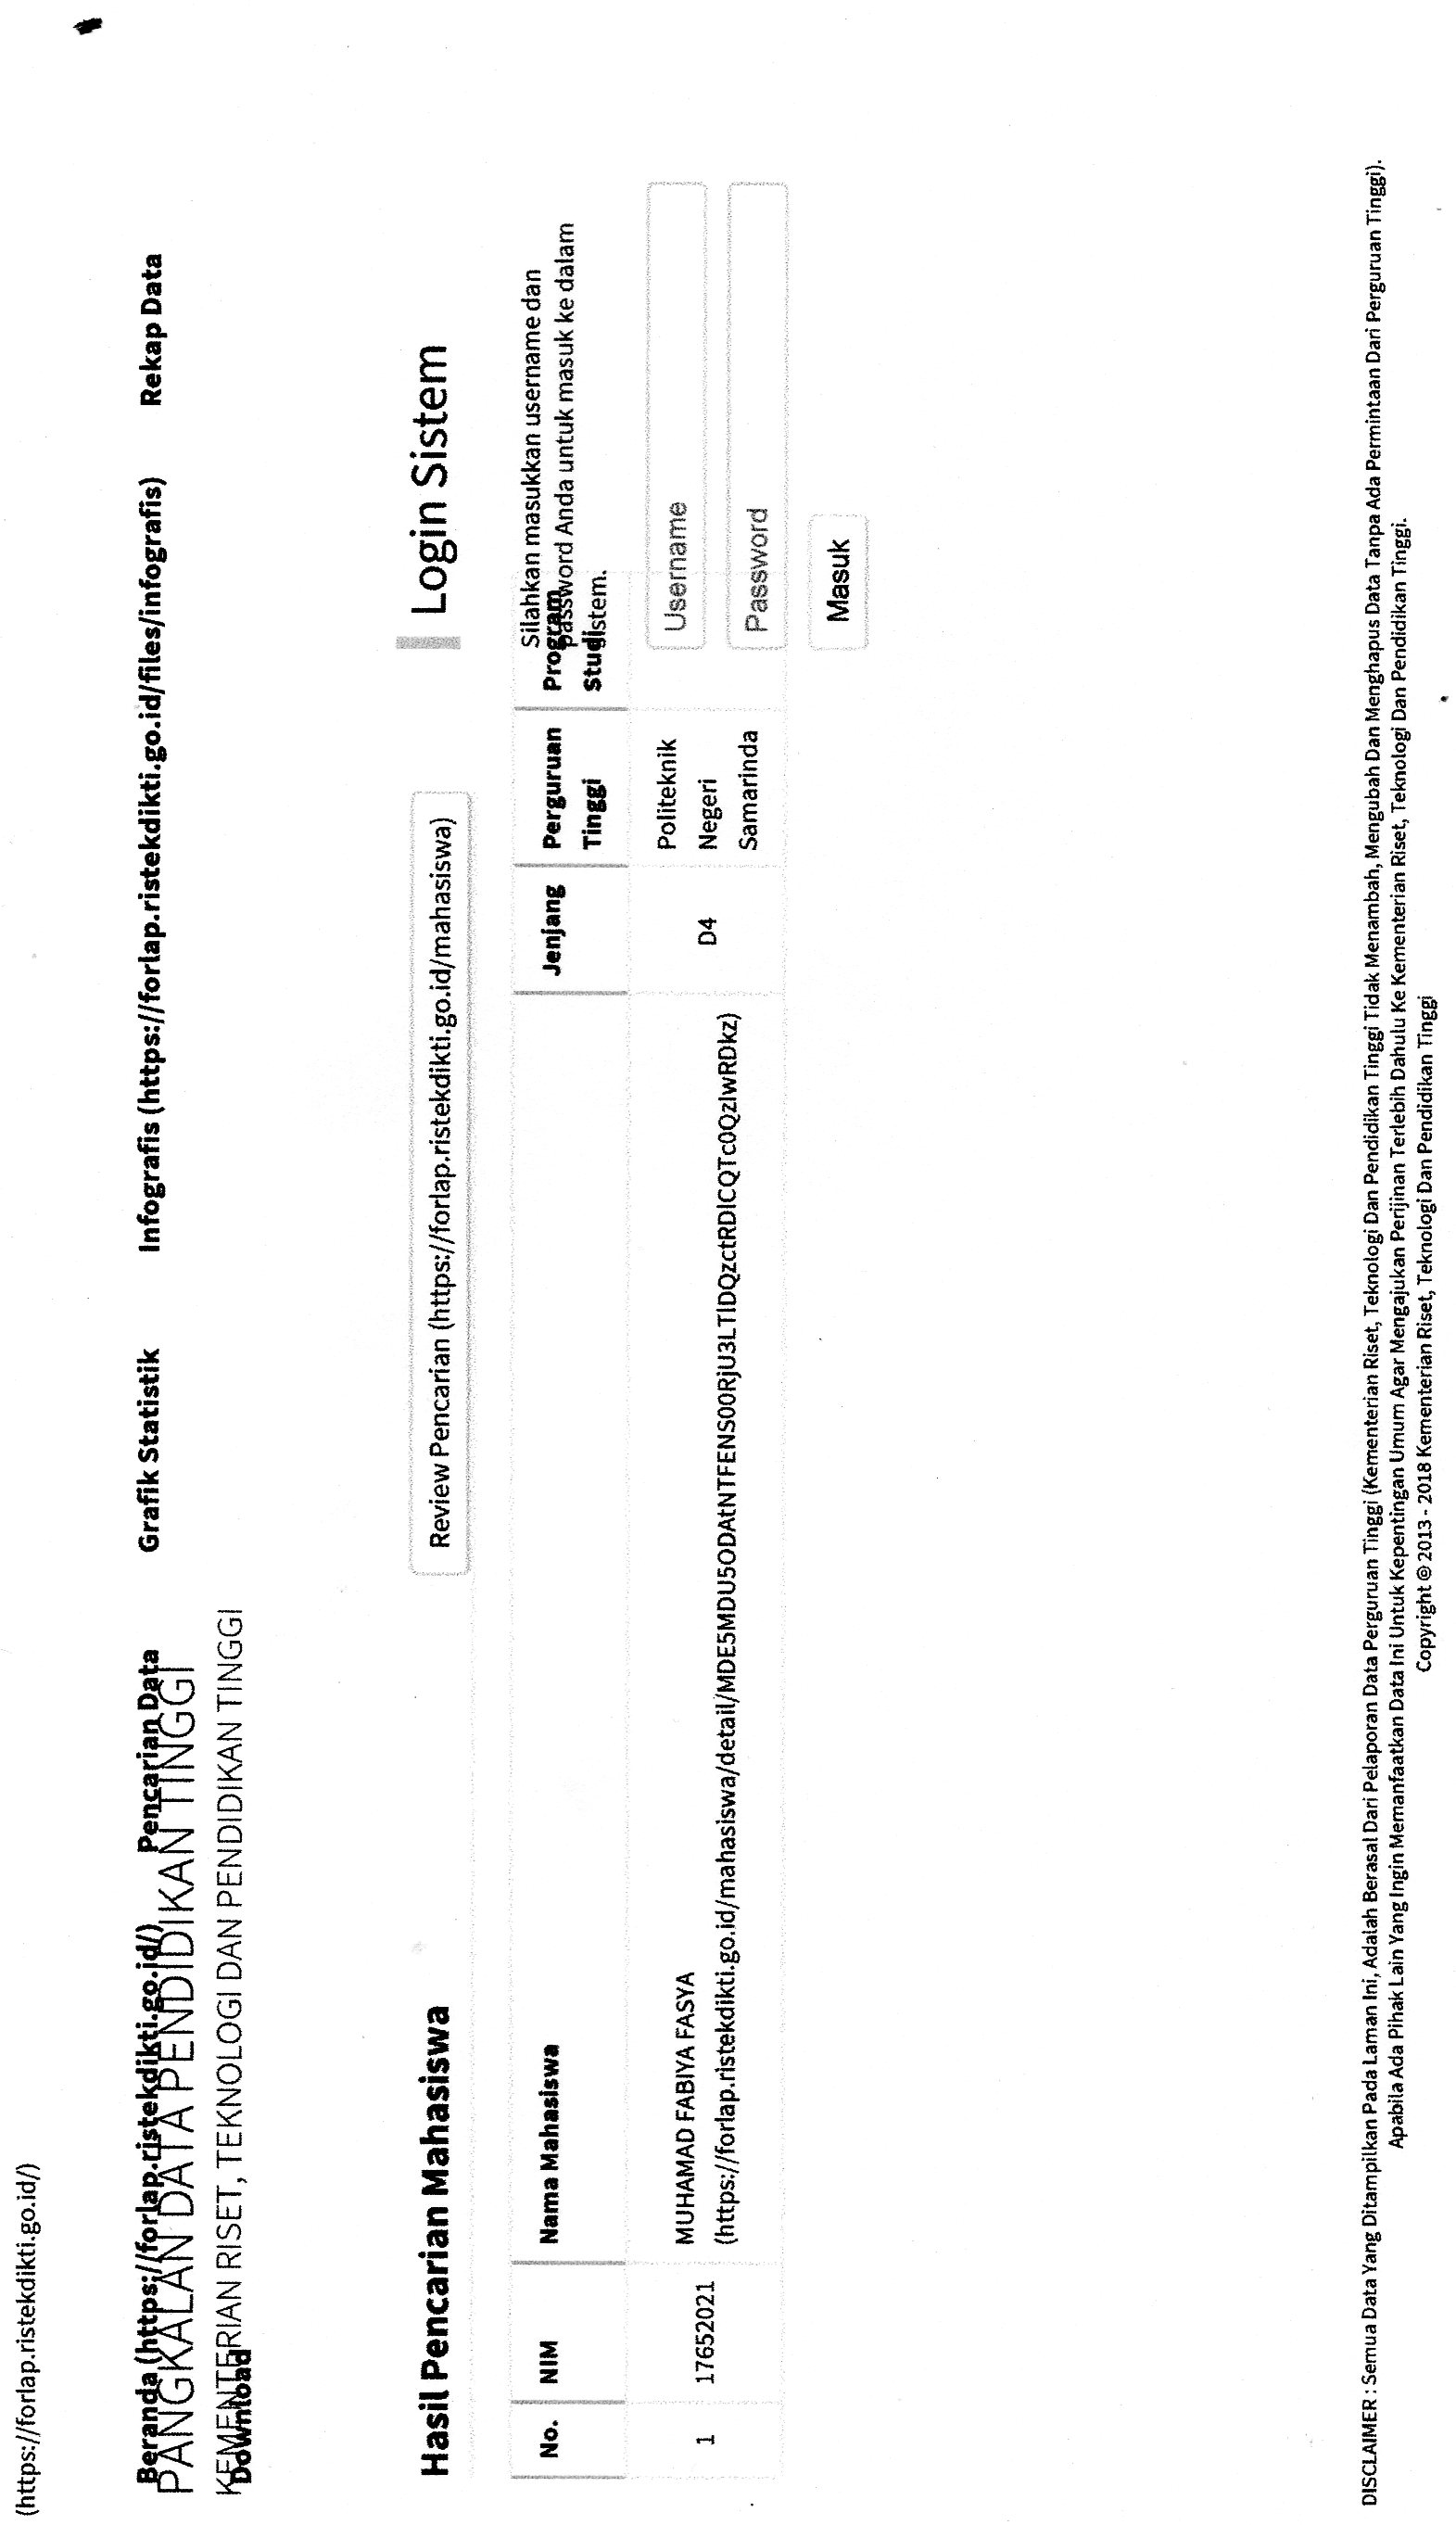 (https://forlap.ristekdikti.go.id/)
Beranda (https://forlap.ristekdikti.go.id/) Pencarian Data Grafik Statistik Infografis (https://forlap.ristekdikti.go.id/files/infografis) Rekap Data
PANGKALAN DATA PENDIDIKAN TINGGI
KEMENTERIAN RISET, TEKNOLOGI DAN PENDIDIKAN TINGGI
Download
Hasil Pencarian Mahasiswa
Review Pencarian (https://forlap.ristekdikti.go.id/mahasiswa)
No. NIM Nama Mahasiswa Jenjang Perguruan Program
Tinggi Studi
1 17652021 MUHAMAD FABIYA FASYA
(https://forlap.ristekdikti.go.id/mahasiswa/detail/MDE5MDU5ODAtNTFENS00RjU3LTlDQzctRDlCQTc0QzIwRDkz)
D4
Politeknik
Negeri
Samarinda
Login Sistem
Silahkan masukkan username dan
password Anda untuk masuk ke dalam
sistem.
Username
Password
Masuk
DISCLAIMER : Semua Data Yang Ditampilkan Pada Laman Ini, Adalah Berasal Dari Pelaporan Data Perguruan Tinggi (Kementerian Riset, Teknologi Dan Pendidikan Tinggi Tidak Menambah, Mengubah Dan Menghapus Data Tanpa Ada Permintaan Dari Perguruan Tinggi).
Apabila Ada Pihak Lain Yang Ingin Memanfaatkan Data Ini Untuk Kepentingan Umum Agar Mengajukan Perijinan Terlebih Dahulu Ke Kementerian Riset, Teknologi Dan Pendidikan Tinggi.
Copyright © 2013 - 2018 Kementerian Riset, Teknologi Dan Pendidikan Tinggi